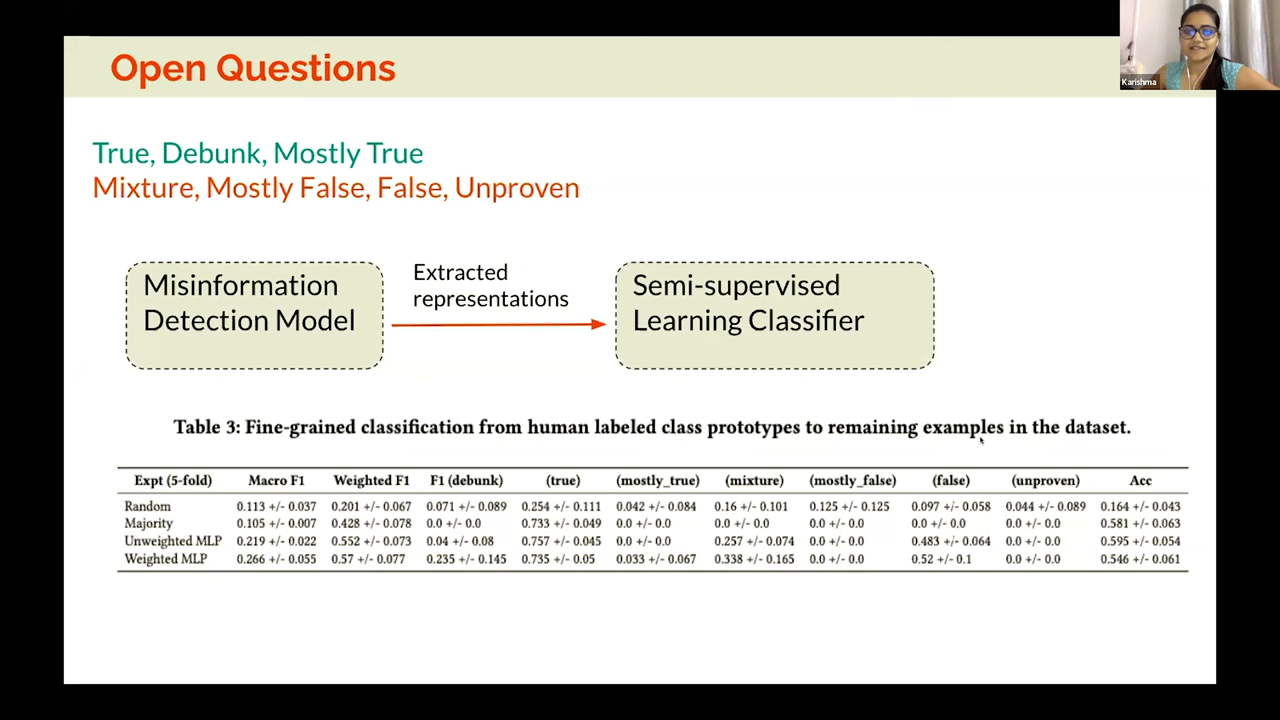 Open Questions
Karishma
True, Debunk, Mostly True
Mixture, Mostly False, False, Unproven
Misinformation
Detection Model
Extracted
representations
Semi-supervised
Learning Classifier
Table 3: Fine-grained classification from human labeled class prototypes to remaining examples in the dataset.
Expt (5-fold) Macro F1 Weighted F1 F1 (debunk) (true) (mostly_true) (mixture) (mostly_false) (false) (unproven) Acc
Random 0.113 +/- 0.037 0.201 +/- 0.067 0.071 +/- 0.089 0.254 +/- 0.111 0.042 +/- 0.084 0.16 +/- 0.101 0.125 +/- 0.125 0.097 +/- 0.058 0.044 +/- 0.089 0.164 +/- 0.043
Majority 0.105 +/- 0.007 0.428 +/- 0.078 0.0 +/- 0.0 0.733 +/- 0.049 0.0 +/- 0.0 0.0 +/- 0.0 0.0 +/- 0.0 0.0 +/- 0.0 0.0 +/- 0.0 0.581 +/- 0.063
Unweighted MLP 0.219 +/- 0.022 0.552 +/- 0.073 0.04 +/- 0.08 0.757 +/- 0.045 0.0 +/- 0.0 0.257 +/- 0.074 0.0 +/- 0.0 0.483 +/- 0.064 0.0 +/- 0.0 0.595 +/- 0.054
Weighted MLP 0.266 +/- 0.055 0.57 +/- 0.077 0.235 +/- 0.145 0.735 +/- 0.05 0.033 +/- 0.067 0.338 +/- 0.165 0.0 +/- 0.0 0.52 +/- 0.1 0.0 +/- 0.0 0.546 +/- 0.061